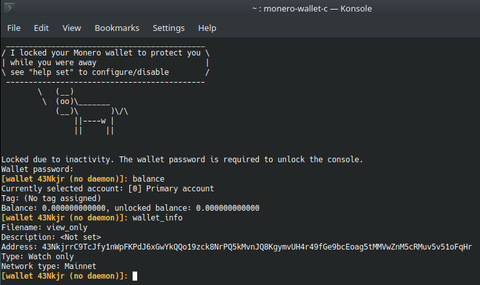 ~ : monero-wallet-c — Konsole
File Edit View Bookmarks Settings Help
/ I locked your Monero wallet to protect you \
| while you were away |
\ see "help set" to configure/disable /
\ (__)
\ (oo)\_______
(__)\ )\/\
||----w |
|| ||
Locked due to inactivity. The wallet password is required to unlock the console.
Wallet password:
[wallet 43Nkjr (no daemon)]: balance
Currently selected account: [0] Primary account
Tag: (No tag assigned)
Balance: 0.000000000000, unlocked balance: 0.000000000000
[wallet 43Nkjr (no daemon)]: wallet_info
Filename: view_only
Description: <Not set>
Address: 43NkjrrC9TcJfy1nWpFKPdJ6xGwYkQQo19zck8NrPQ5kMvnJQ8KgymvUH4r49fGe9bcEoag5tMMVwZnM5cRMuv5v51oFqHr
Type: Watch only
Network type: Mainnet
[wallet 43Nkjr (no daemon)]: